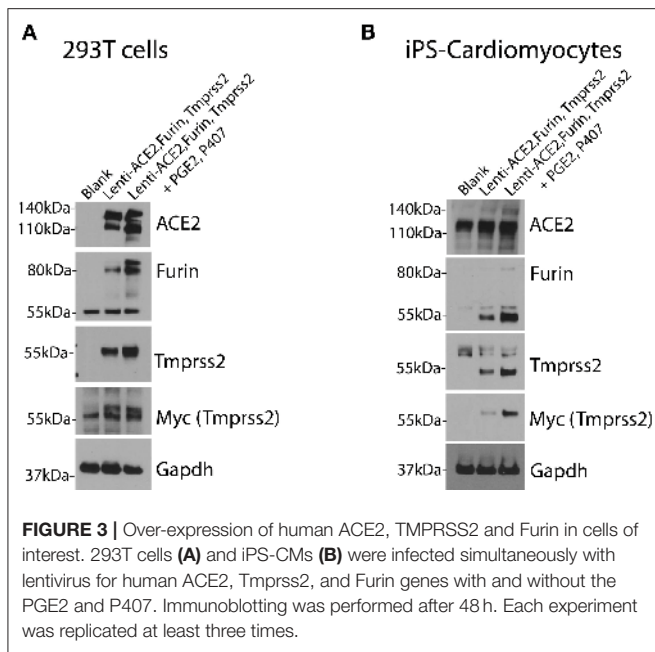 A
293T cells
Blank
Lenti-ACE2,Furin, Tmprss2
Lenti-ACE2,Furin, Tmprss2
+ PGE2, P407
140kDa-
110kDa-
ACE2
80kDa-
Furin
55kDa-
55kDa-
Tmprss2
55kDa-
Myc (Tmprss2)
37kDa-
Gapdh
B
iPS-Cardiomyocytes
Blank
Lenti-ACE2,Furin, Tmprss2
Lenti-ACE2,Furin, Tmprss2
+ PGE2, P407
140kDa-
110kDa-
ACE2
80kDa-
Furin
55kDa-
55kDa-
Tmprss2
55kDa-
Myc (Tmprss2)
37kDa-
Gapdh
FIGURE 3 | Over-expression of human ACE2, TMPRSS2 and Furin in cells of
interest. 293T cells (A) and iPS-CMs (B) were infected simultaneously with
lentivirus for human ACE2, Tmprss2, and Furin genes with and without the
PGE2 and P407. Immunoblotting was performed after 48 h. Each experiment
was replicated at least three times.